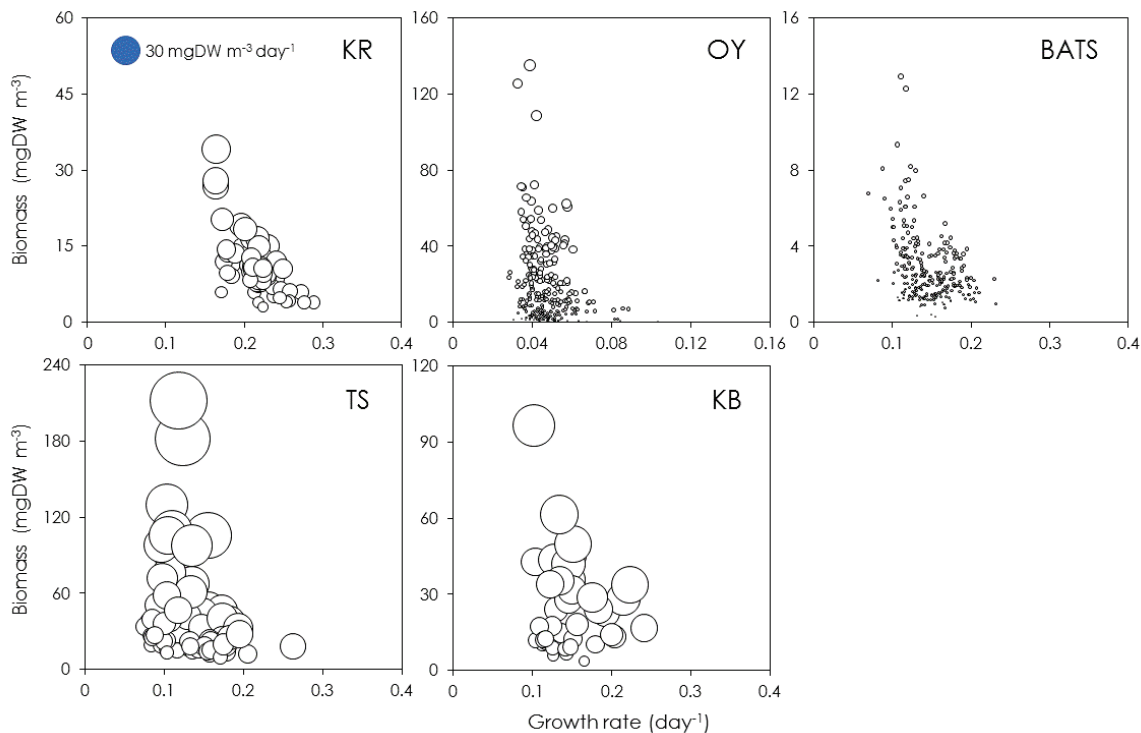 60
45
30
15
0
Biomass (mgDW m⁻³)
30 mgDW m⁻³ day⁻¹
KR
0 0.1 0.2 0.3 0.4
160
120
80
40
0
OY
0.00 0.04 0.08 0.12 0.16
16
12
8
4
0
BATS
0 0.1 0.2 0.3 0.4
240
180
120
60
0
Biomass (mgDW m⁻³)
TS
0 0.1 0.2 0.3 0.4
120
90
60
30
0
KB
0 0.1 0.2 0.3 0.4
Growth rate (day⁻¹)